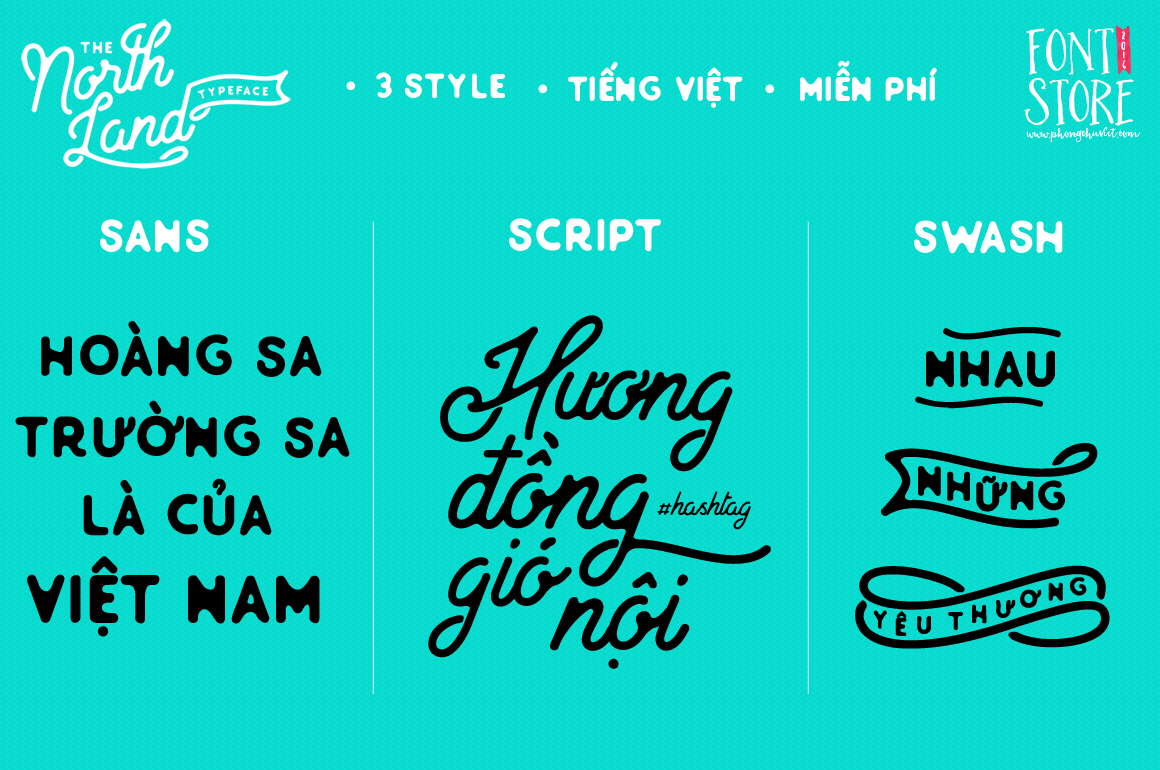 THE
North
Land
TYPEFACE
• 3 STYLE • TIẾNG VIỆT • MIỄN PHÍ
FONT
2016
STORE
www.phongchuviet.com
SANS
HOÀNG SA
TRƯỜNG SA
LÀ CỦA
VIỆT NAM
SCRIPT
Hương
đồng
#hashtag
gió
nội
SWASH
NHAU
NHỮNG
YÊU THƯƠNG